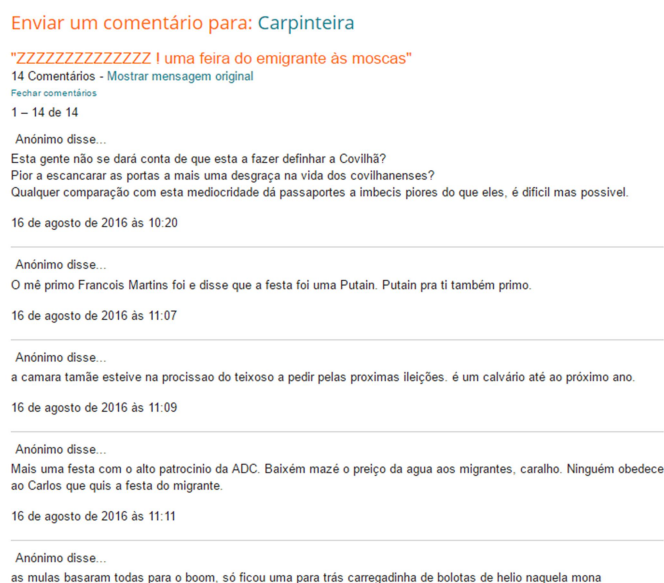 Enviar um comentário para: Carpinteira
"ZZZZZZZZZZZZZZ ! uma feira do emigrante às moscas"
14 Comentários - Mostrar mensagem original
Fechar comentários
1 – 14 de 14
Anónimo disse...
Esta gente não se dará conta de que esta a fazer definhar a Covilhã?
Pior a escancarar as portas a mais uma desgraça na vida dos covilhanenses?
Qualquer comparação com esta mediocridade dá passaportes a imbecis piores do que eles, é dificil mas possivel.
16 de agosto de 2016 às 10:20
Anónimo disse...
O mê primo Francois Martins foi e disse que a festa foi uma Putain. Putain pra ti também primo.
16 de agosto de 2016 às 11:07
Anónimo disse...
a camara tamãe esteive na procissao do teixoso a pedir pelas proximas ileições. é um calvário até ao próximo ano.
16 de agosto de 2016 às 11:09
Anónimo disse...
Mais uma festa com o alto patrocinio da ADC. Baixém mazé o preiço da agua aos migrantes, caralho. Ninguém obedece
ao Carlos que quis a festa do migrante.
16 de agosto de 2016 às 11:11
Anónimo disse...
as mulas basaram todas para o boom, só ficou uma para trás carregadinha de bolotas de helio naquela mona